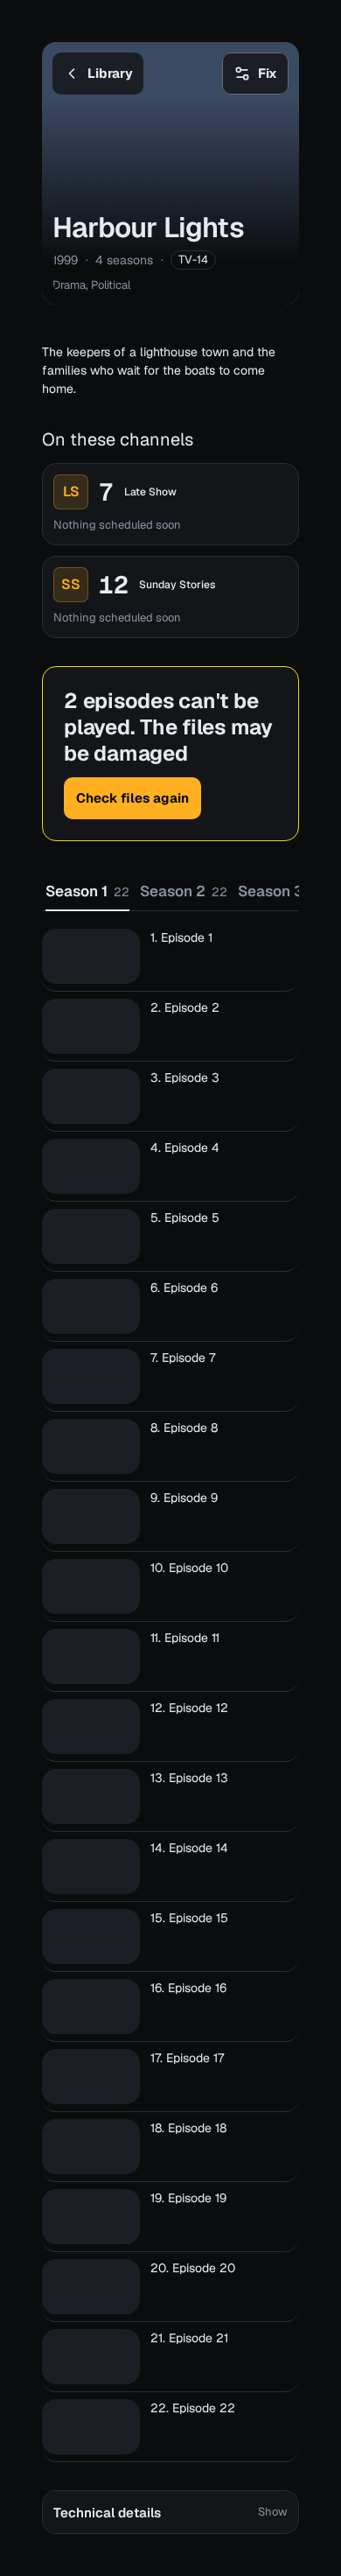 Library
Fix
Harbour Lights
1999 · 4 seasons · TV-14
Drama, Political
The keepers of a lighthouse town and the
families who wait for the boats to come
home.
On these channels
LS 7 Late Show
Nothing scheduled soon
SS 12 Sunday Stories
Nothing scheduled soon
2 episodes can't be
played. The files may
be damaged
Check files again
Season 1 22 Season 2 22 Season 3
1. Episode 1
2. Episode 2
3. Episode 3
4. Episode 4
5. Episode 5
6. Episode 6
7. Episode 7
8. Episode 8
9. Episode 9
10. Episode 10
11. Episode 11
12. Episode 12
13. Episode 13
14. Episode 14
15. Episode 15
16. Episode 16
17. Episode 17
18. Episode 18
19. Episode 19
20. Episode 20
21. Episode 21
22. Episode 22
Technical details Show